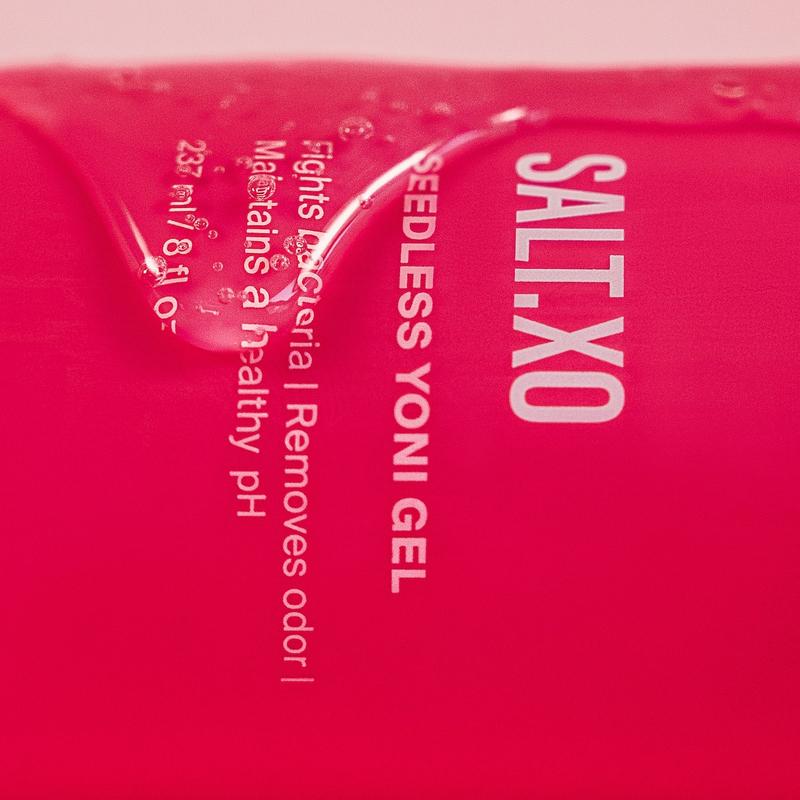 SALT.XO
SEEDLESS YONI GEL
Fights bacteria | Removes odor |
Maintains a healthy pH
237 ml / 8 fl oz